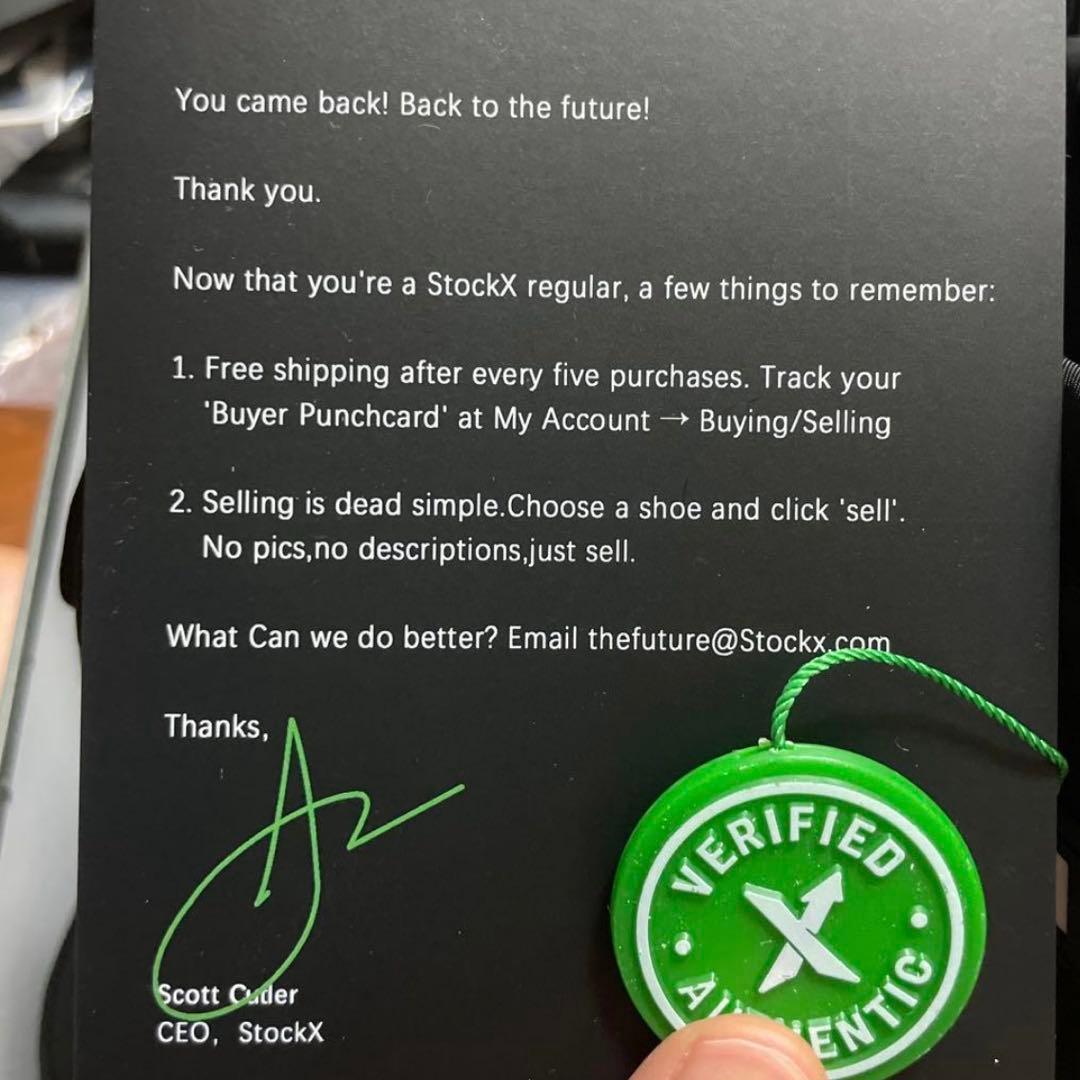 You came back! Back to the future!
Thank you.
Now that you're a StockX regular, a few things to remember:
1. Free shipping after every five purchases. Track your
'Buyer Punchcard' at My Account → Buying/Selling
2. Selling is dead simple.Choose a shoe and click 'sell'.
No pics,no descriptions,just sell.
What Can we do better? Email thefuture@Stockx.com
Thanks,
Scott Cuder
CEO, StockX
VERIFIED
X